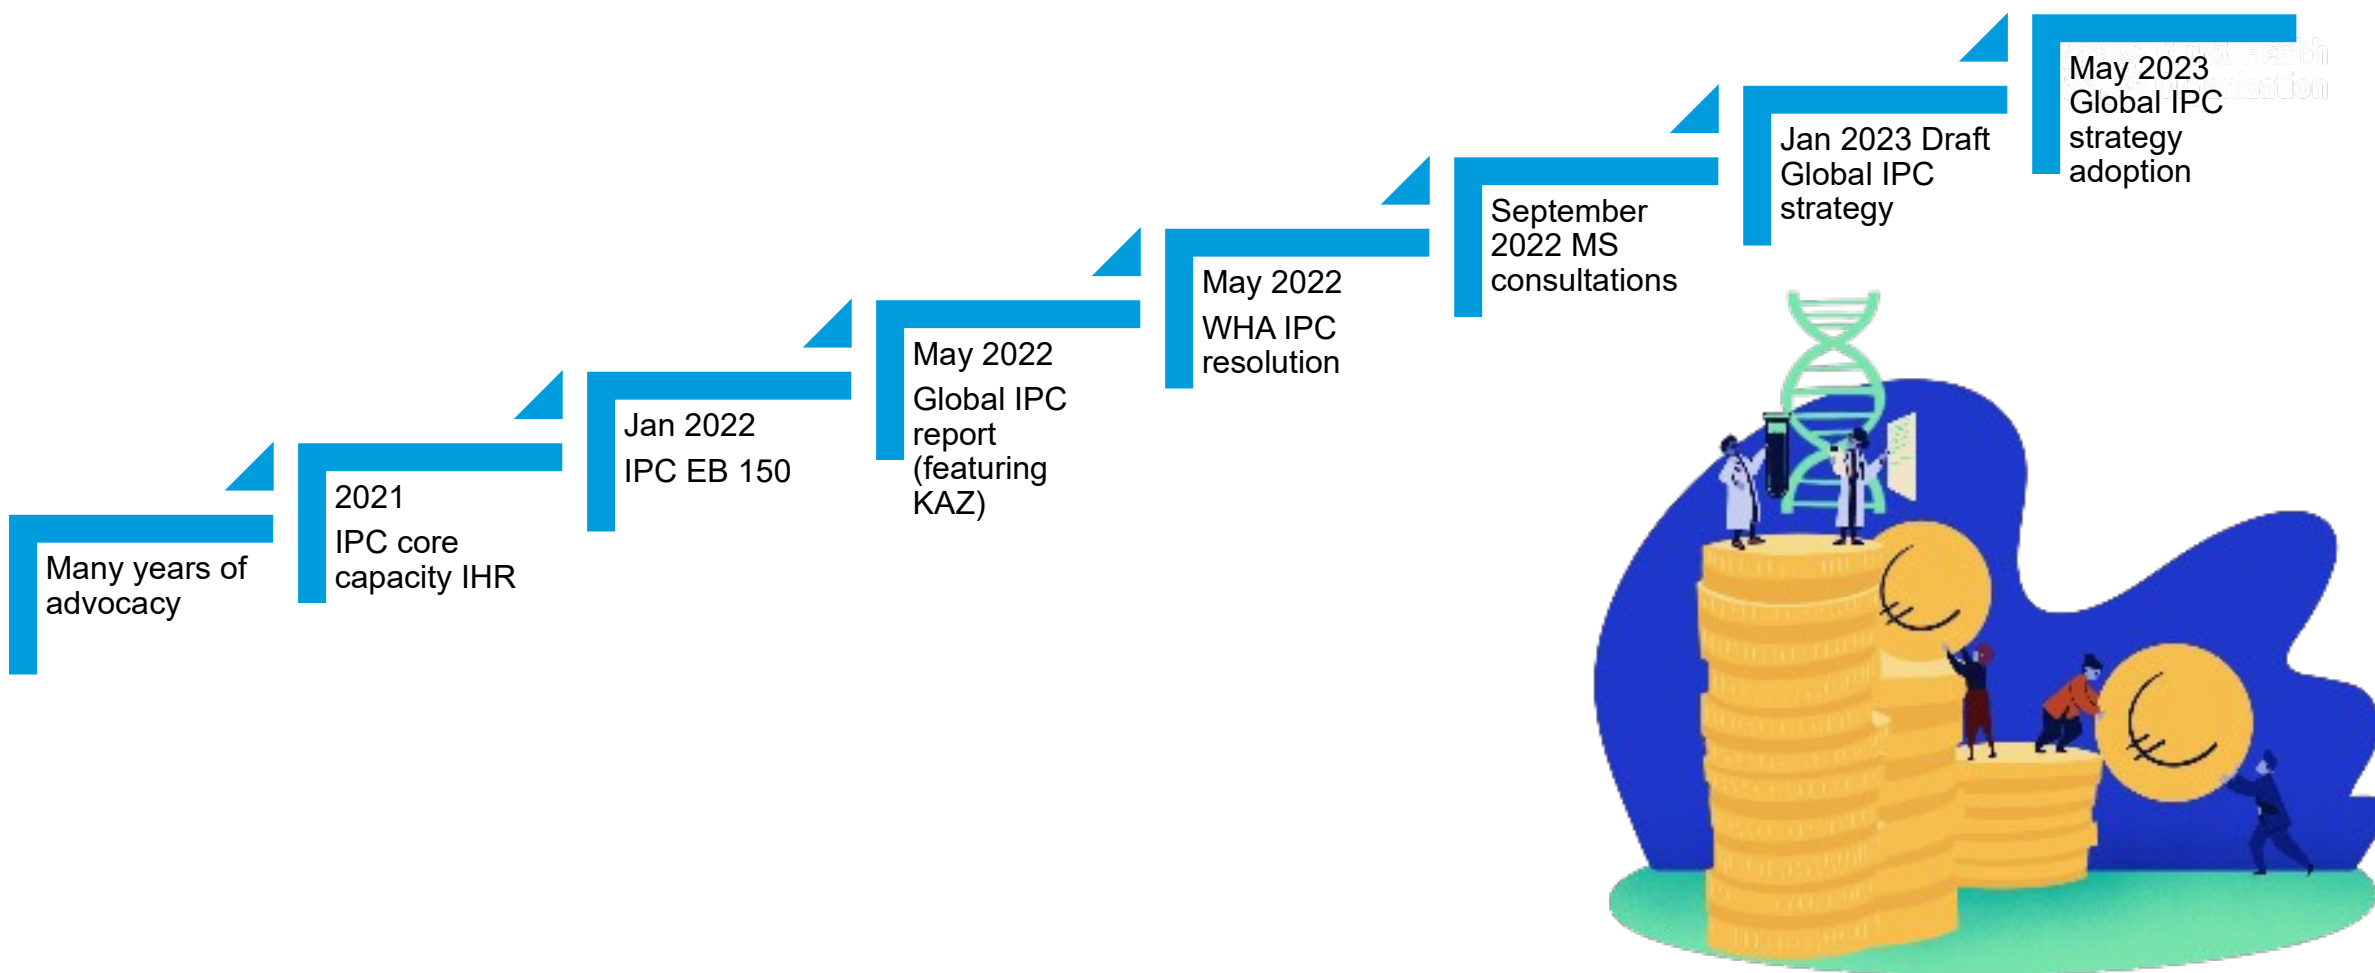 Many years of
advocacy
2021
IPC core
capacity IHR
Jan 2022
IPC EB 150
May 2022
Global IPC
report
(featuring
KAZ)
May 2022
WHA IPC
resolution
September
2022 MS
consultations
Jan 2023 Draft
Global IPC
strategy
May 2023
Global IPC
strategy
adoption